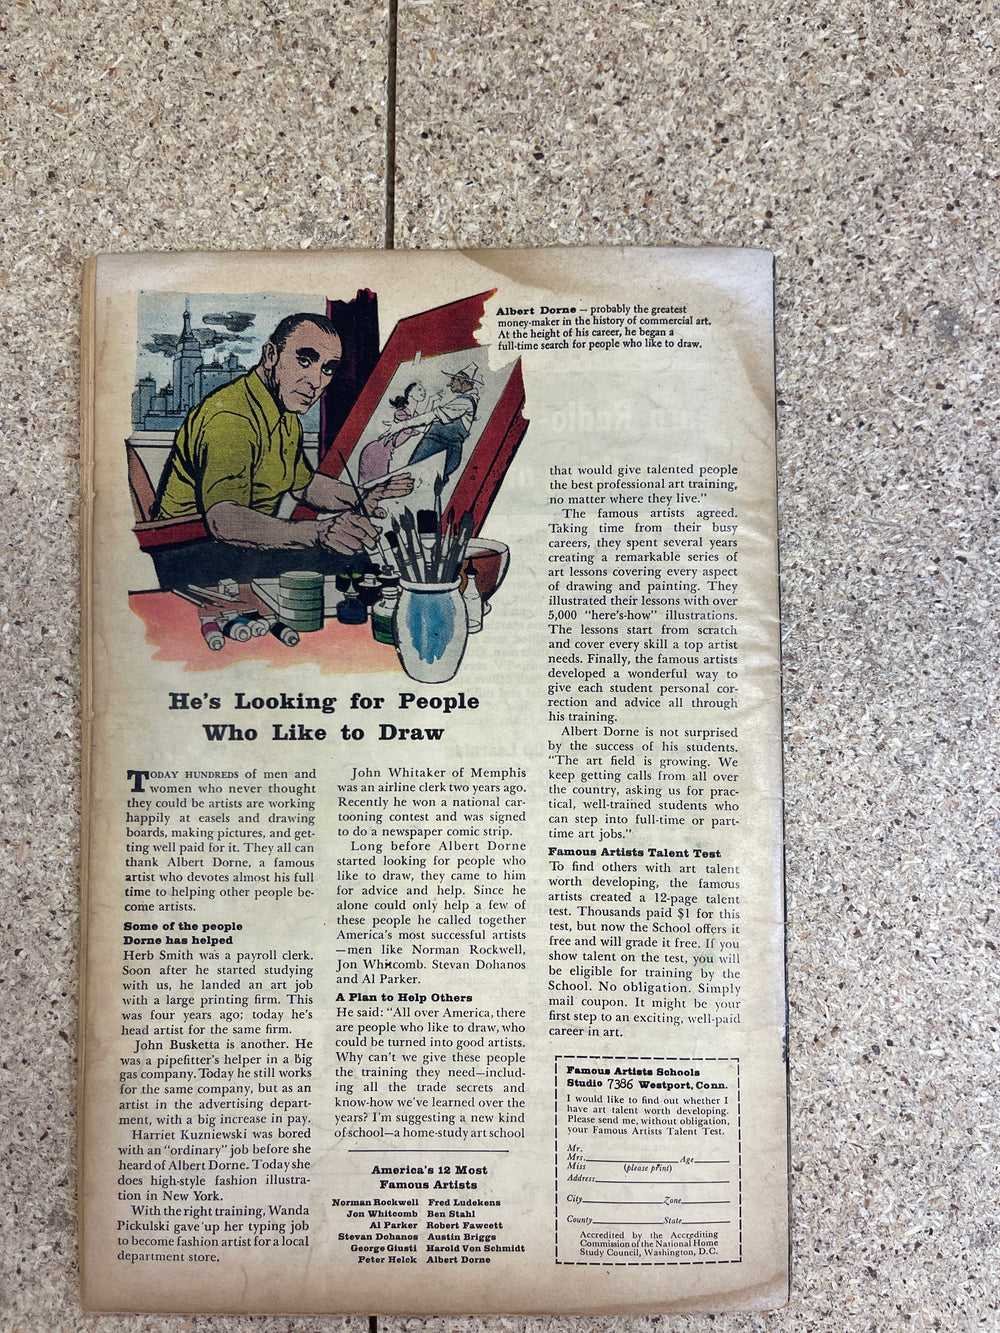 Albert Dorne — probably the greatest
money-maker in the history of commercial art.
At the height of his career, he began a
full-time search for people who like to draw.
He's Looking for People
Who Like to Draw
TODAY HUNDREDS of men and
women who never thought
they could be artists are working
happily at easels and drawing
boards, making pictures, and get-
ting well paid for it. They all can
thank Albert Dorne, a famous
artist who devotes almost his full
time to helping other people be-
come artists.
Some of the people
Dorne has helped
Herb Smith was a payroll clerk.
Soon after he started studying
with us, he landed an art job
with a large printing firm. This
was four years ago; today he's
head artist for the same firm.
John Busketta is another. He
was a pipefitter's helper in a big
gas company. Today he still works
for the same company, but as an
artist in the advertising depart-
ment, with a big increase in pay.
Harriet Kuzniewski was bored
with an "ordinary" job before she
heard of Albert Dorne. Today she
does high-style fashion illustra-
tion in New York.
With the right training, Wanda
Pickulski gave up her typing job
to become fashion artist for a local
department store.
John Whitaker of Memphis
was an airline clerk two years ago.
Recently he won a national car-
tooning contest and was signed
to do a newspaper comic strip.
Long before Albert Dorne
started looking for people who
like to draw, they came to him
for advice and help. Since he
alone could only help a few of
these people he called together
America's most successful artists
—men like Norman Rockwell,
Jon Whitcomb. Stevan Dohanos
and Al Parker.
A Plan to Help Others
He said: "All over America, there
are people who like to draw, who
could be turned into good artists.
Why can't we give these people
the training they need—includ-
ing all the trade secrets and
know-how we've learned over the
years? I'm suggesting a new kind
of school—a home-study art school
America's 12 Most
Famous Artists
Norman Rockwell Fred Ludekens
Jon Whitcomb Ben Stahl
Al Parker Robert Fawcett
Stevan Dohanos Austin Briggs
George Giusti Harold Von Schmidt
Peter Helck Albert Dorne
that would give talented people
the best professional art training,
no matter where they live."
The famous artists agreed.
Taking time from their busy
careers, they spent several years
creating a remarkable series of
art lessons covering every aspect
of drawing and painting. They
illustrated their lessons with over
5,000 "here's-how" illustrations.
The lessons start from scratch
and cover every skill a top artist
needs. Finally, the famous artists
developed a wonderful way to
give each student personal cor-
rection and advice all through
his training.
Albert Dorne is not surprised
by the success of his students.
"The art field is growing. We
keep getting calls from all over
the country, asking us for prac-
tical, well-trained students who
can step into full-time or part-
time art jobs."
Famous Artists Talent Test
To find others with art talent
worth developing, the famous
artists created a 12-page talent
test. Thousands paid $1 for this
test, but now the School offers it
free and will grade it free. If you
show talent on the test, you will
be eligible for training by the
School. No obligation. Simply
mail coupon. It might be your
first step to an exciting, well-paid
career in art.
Famous Artists Schools
Studio 7386 Westport, Conn.
I would like to find out whether I
have art talent worth developing.
Please send me, without obligation,
your Famous Artists Talent Test.
Mr.
Mrs. Age
Miss (please print)
Address
City Zone
County State
Accredited by the Accrediting
Commission of the National Home
Study Council, Washington, D.C.